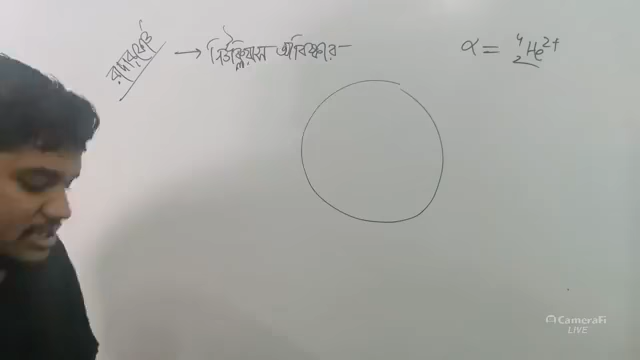 রাদারফোর্ড → নিউক্লিয়াস আবিষ্কার —
α = ⁴₂He²⁺
CameraFi
LIVE